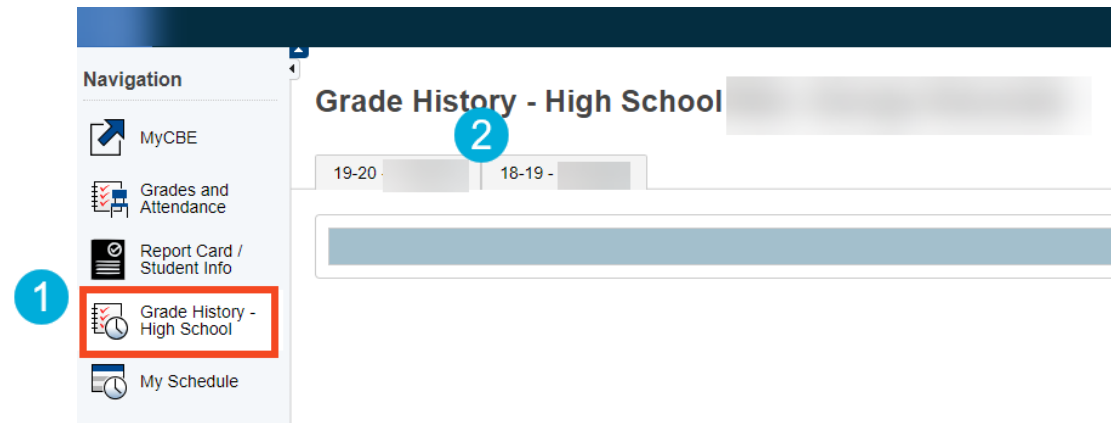 Navigation
MyCBE
Grades and
Attendance
Report Card /
Student Info
1
Grade History -
High School
My Schedule
Grade History - High School
2
19-20 -
18-19 -